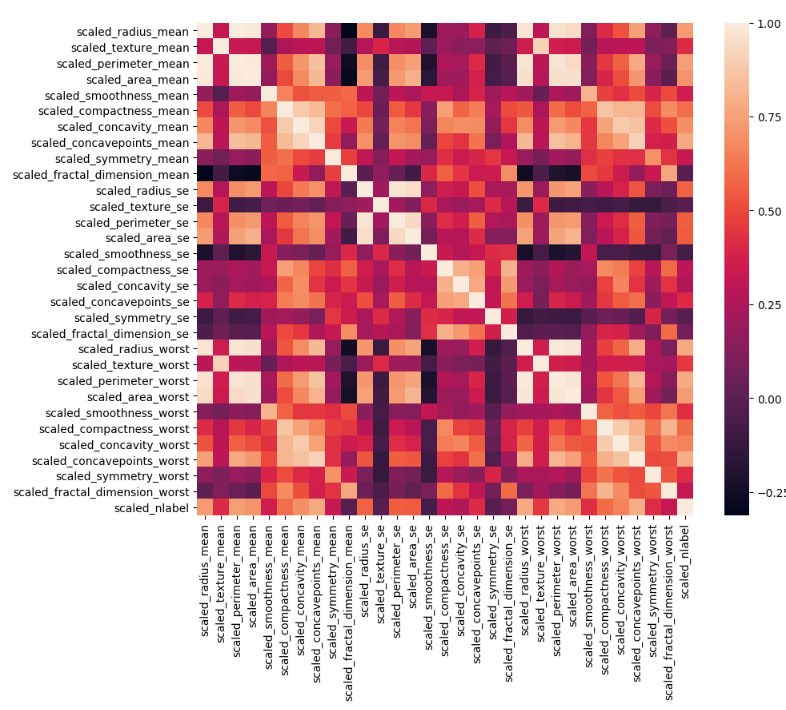 scaled_radius_mean
scaled_texture_mean
scaled_perimeter_mean
scaled_area_mean
scaled_smoothness_mean
scaled_compactness_mean
scaled_concavity_mean
scaled_concavepoints_mean
scaled_symmetry_mean
scaled_fractal_dimension_mean
scaled_radius_se
scaled_texture_se
scaled_perimeter_se
scaled_area_se
scaled_smoothness_se
scaled_compactness_se
scaled_concavity_se
scaled_concavepoints_se
scaled_symmetry_se
scaled_fractal_dimension_se
scaled_radius_worst
scaled_texture_worst
scaled_perimeter_worst
scaled_area_worst
scaled_smoothness_worst
scaled_compactness_worst
scaled_concavity_worst
scaled_concavepoints_worst
scaled_symmetry_worst
scaled_fractal_dimension_worst
scaled_nlabel
scaled_radius_mean
scaled_texture_mean
scaled_perimeter_mean
scaled_area_mean
scaled_smoothness_mean
scaled_compactness_mean
scaled_concavity_mean
scaled_concavepoints_mean
scaled_symmetry_mean
scaled_fractal_dimension_mean
scaled_radius_se
scaled_texture_se
scaled_perimeter_se
scaled_area_se
scaled_smoothness_se
scaled_compactness_se
scaled_concavity_se
scaled_concavepoints_se
scaled_symmetry_se
scaled_fractal_dimension_se
scaled_radius_worst
scaled_texture_worst
scaled_perimeter_worst
scaled_area_worst
scaled_smoothness_worst
scaled_compactness_worst
scaled_concavity_worst
scaled_concavepoints_worst
scaled_symmetry_worst
scaled_fractal_dimension_worst
scaled_nlabel
1.00
0.75
0.50
0.25
0.00
−0.25